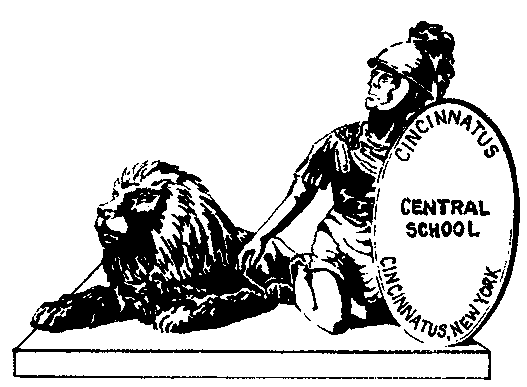 CINCINNATUS
CENTRAL
SCHOOL
CINCINNATUS, NEW YORK